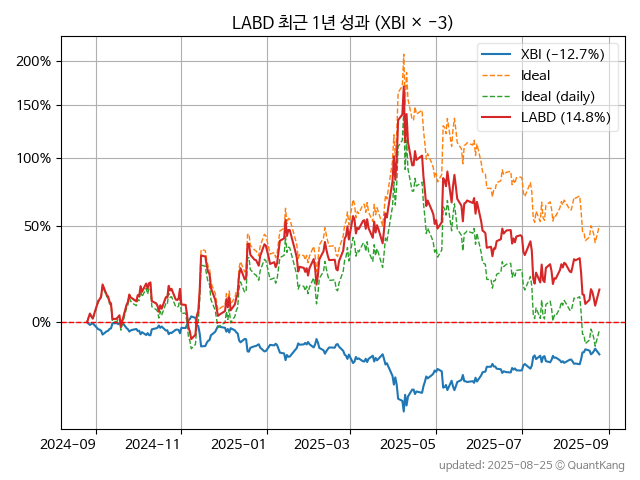 LABD 최근 1년 성과 (XBI × −3)
XBI (−12.7%)
Ideal
Ideal (daily)
LABD (14.8%)
200%
150%
100%
50%
0%
2024-09 2024-11 2025-01 2025-03 2025-05 2025-07 2025-09
updated: 2025-08-25 © QuantKang